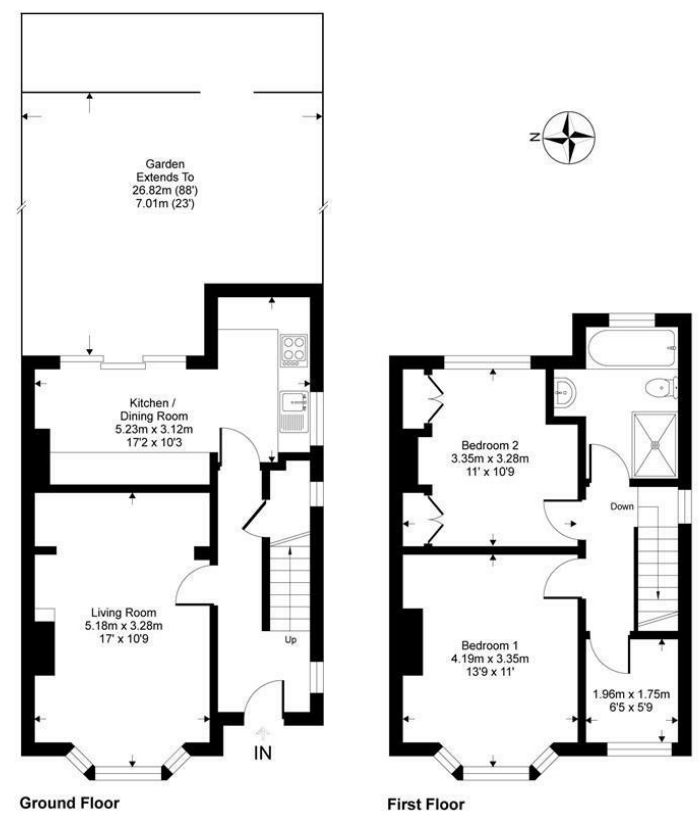 Garden
Extends To
26.82m (88')
7.01m (23')
N
Kitchen /
Dining Room
5.23m x 3.12m
17'2 x 10'3
Living Room
5.18m x 3.28m
17' x 10'9
Up
IN
Ground Floor
Bedroom 2
3.35m x 3.28m
11' x 10'9
Down
Bedroom 1
4.19m x 3.35m
13'9 x 11'
1.96m x 1.75m
6'5 x 5'9
First Floor